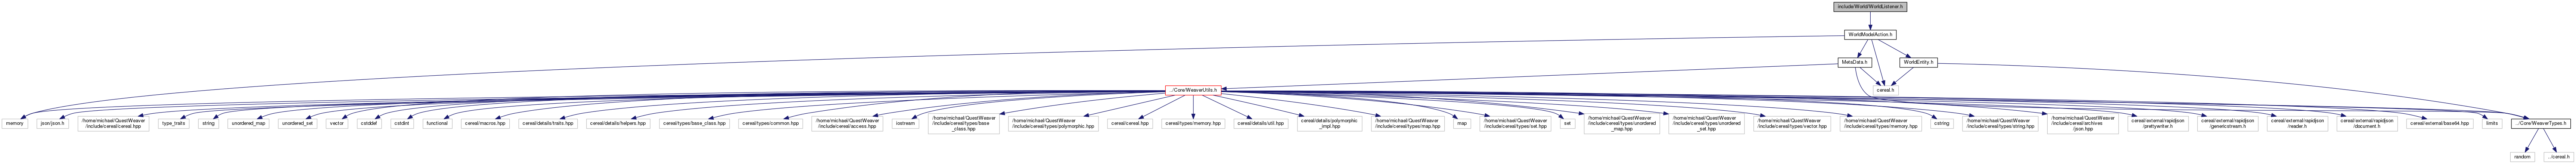 include/World/WorldListener.h
WorldModelAction.h
MetaData.h
WorldEntity.h
../Core/WeaverUtils.h
cereal.h
memory
json/json.h
/home/michael/QuestWeaver
/include/cereal/cereal.hpp
type_traits
string
unordered_map
unordered_set
vector
cstddef
cstdint
functional
cereal/macros.hpp
cereal/details/traits.hpp
cereal/details/helpers.hpp
cereal/types/base_class.hpp
cereal/types/common.hpp
/home/michael/QuestWeaver
/include/cereal/access.hpp
iostream
/home/michael/QuestWeaver
/include/cereal/types/base
_class.hpp
/home/michael/QuestWeaver
/include/cereal/types/polymorphic.hpp
cereal/cereal.hpp
cereal/types/memory.hpp
cereal/details/util.hpp
cereal/details/polymorphic
_impl.hpp
/home/michael/QuestWeaver
/include/cereal/types/map.hpp
map
/home/michael/QuestWeaver
/include/cereal/types/set.hpp
set
/home/michael/QuestWeaver
/include/cereal/types/unordered
_map.hpp
/home/michael/QuestWeaver
/include/cereal/types/unordered
_set.hpp
/home/michael/QuestWeaver
/include/cereal/types/vector.hpp
/home/michael/QuestWeaver
/include/cereal/types/memory.hpp
cstring
/home/michael/QuestWeaver
/include/cereal/types/string.hpp
/home/michael/QuestWeaver
/include/cereal/archives
/json.hpp
cereal/external/rapidjson
/prettywriter.h
cereal/external/rapidjson
/genericstream.h
cereal/external/rapidjson
/reader.h
cereal/external/rapidjson
/document.h
cereal/external/base64.hpp
limits
../Core/WeaverTypes.h
random
../cereal.h